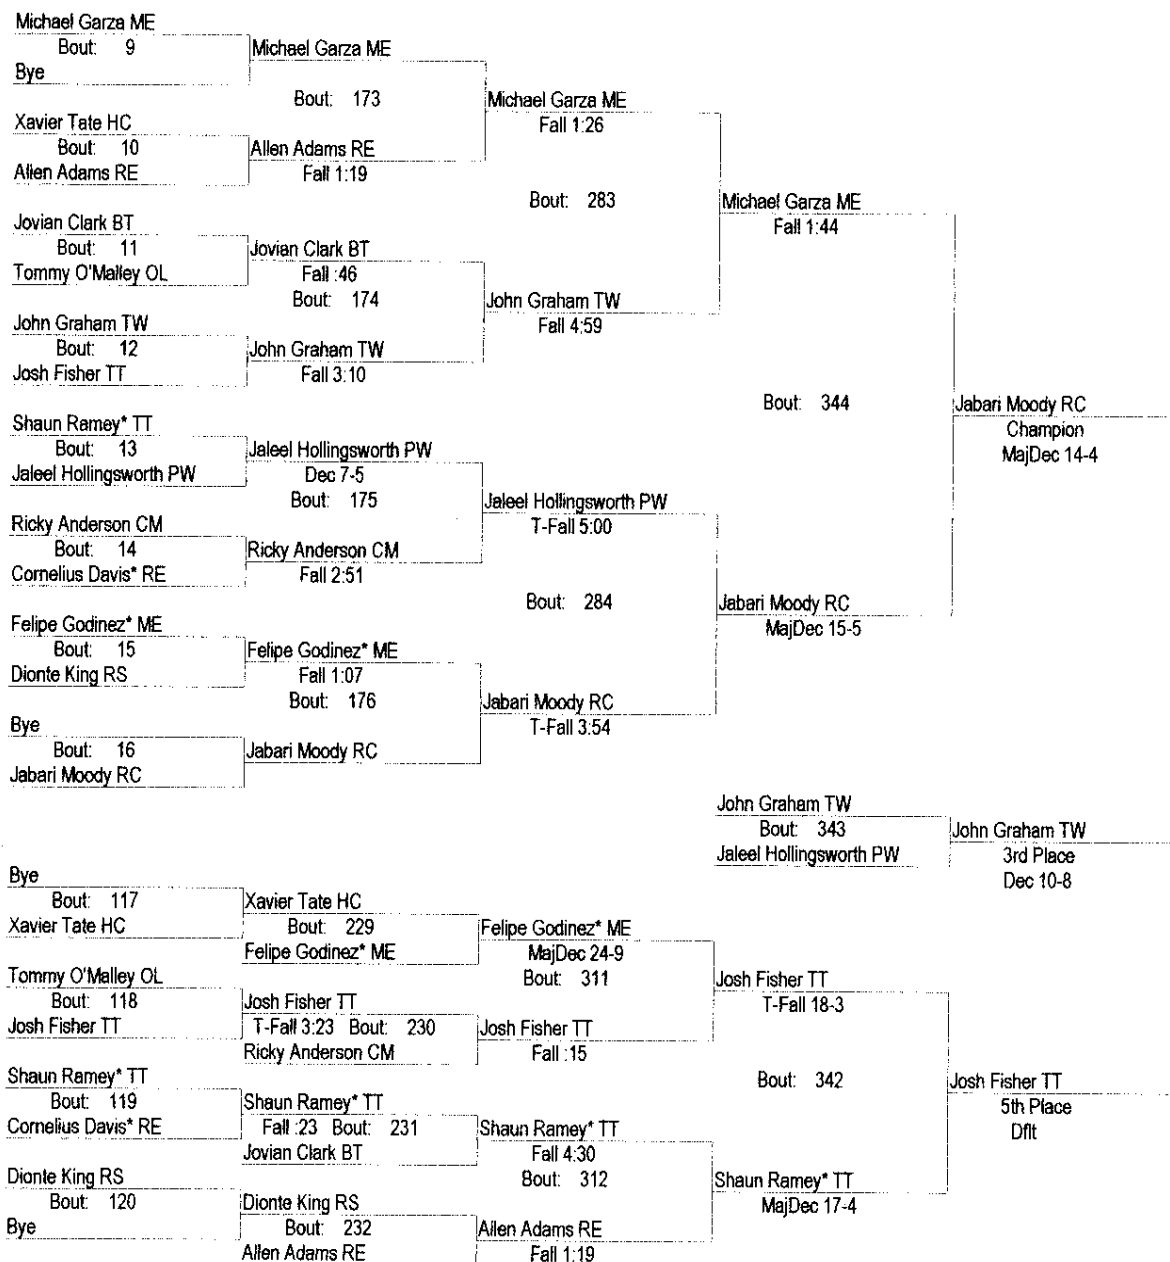 Michael Garza ME
Bout: 9
Bye
Michael Garza ME
Bout: 173
Xavier Tate HC
Bout: 10
Allen Adams RE
Allen Adams RE
Fall 1:19
Michael Garza ME
Fall 1:26
Bout: 283
Jovian Clark BT
Bout: 11
Tommy O'Malley OL
Jovian Clark BT
Fall :46
Bout: 174
John Graham TW
Bout: 12
Josh Fisher TT
John Graham TW
Fall 3:10
John Graham TW
Fall 4:59
Michael Garza ME
Fall 1:44
Bout: 344
Shaun Ramey* TT
Bout: 13
Jaleel Hollingsworth PW
Jaleel Hollingsworth PW
Dec 7-5
Bout: 175
Ricky Anderson CM
Bout: 14
Cornelius Davis* RE
Ricky Anderson CM
Fall 2:51
Jaleel Hollingsworth PW
T-Fall 5:00
Bout: 284
Felipe Godinez* ME
Bout: 15
Dionte King RS
Felipe Godinez* ME
Fall 1:07
Bout: 176
Bye
Bout: 16
Jabari Moody RC
Jabari Moody RC
Jabari Moody RC
T-Fall 3:54
Jabari Moody RC
MajDec 15-5
Jabari Moody RC
Champion
MajDec 14-4
John Graham TW
Bout: 343
Jaleel Hollingsworth PW
John Graham TW
3rd Place
Dec 10-8
Bye
Bout: 117
Xavier Tate HC
Xavier Tate HC
Bout: 229
Felipe Godinez* ME
Felipe Godinez* ME
MajDec 24-9
Bout: 311
Tommy O'Malley OL
Bout: 118
Josh Fisher TT
Josh Fisher TT
T-Fall 3:23 Bout: 230
Ricky Anderson CM
Josh Fisher TT
Fall :15
Josh Fisher TT
T-Fall 18-3
Bout: 342
Shaun Ramey* TT
Bout: 119
Cornelius Davis* RE
Shaun Ramey* TT
Fall :23 Bout: 231
Jovian Clark BT
Shaun Ramey* TT
Fall 4:30
Bout: 312
Dionte King RS
Bout: 120
Bye
Dionte King RS
Bout: 232
Allen Adams RE
Allen Adams RE
Fall 1:19
Shaun Ramey* TT
MajDec 17-4
Josh Fisher TT
5th Place
Dflt